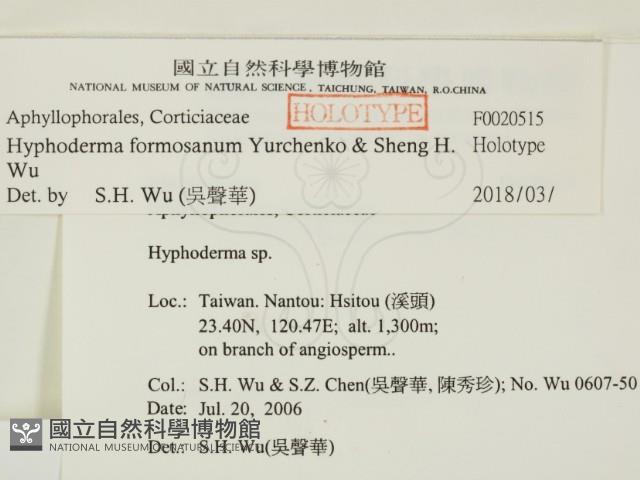 國立自然科學博物館
NATIONAL MUSEUM OF NATURAL SCIENCE, TAICHUNG, TAIWAN, R.O.CHINA
HOLOTYPE
Aphyllophorales, Corticiaceae F0020515
Hyphoderma formosanum Yurchenko & Sheng H. Holotype
Wu
Det. by S.H. Wu (吳聲華) 2018/03/
Hyphoderma sp.
Loc.: Taiwan. Nantou: Hsitou (溪頭)
23.40N, 120.47E; alt. 1,300m;
on branch of angiosperm..
Col.: S.H. Wu & S.Z. Chen(吳聲華, 陳秀珍); No. Wu 0607-50
Date: Jul. 20, 2006
Det.: S.H. Wu(吳聲華)
國立自然科學博物館
NATIONAL MUSEUM OF NATURAL SCIENCE